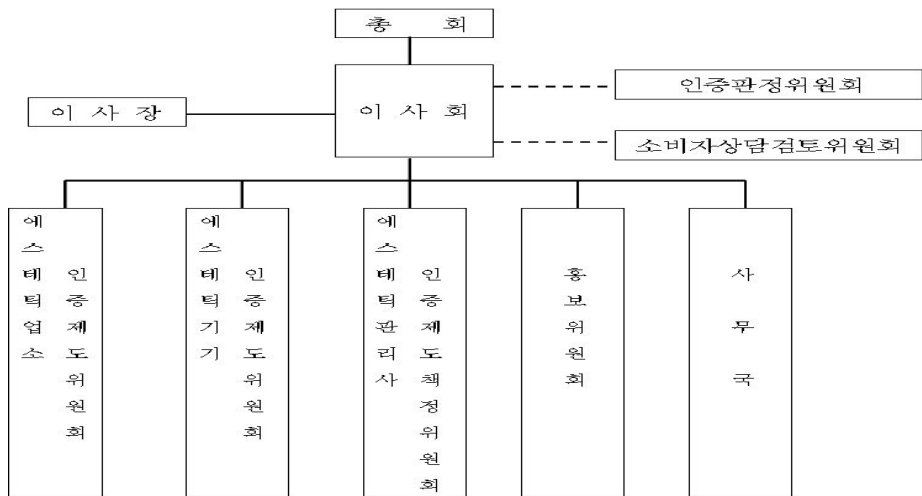 총 회
이 사 장
이 사 회
인증판정위원회
소비자상담검토위원회
에스테틱업소
인증제도위원회
에스테틱기기
인증제도위원회
에스테틱관리사
인증제도책정위원회
홍보위원회
사 무 국